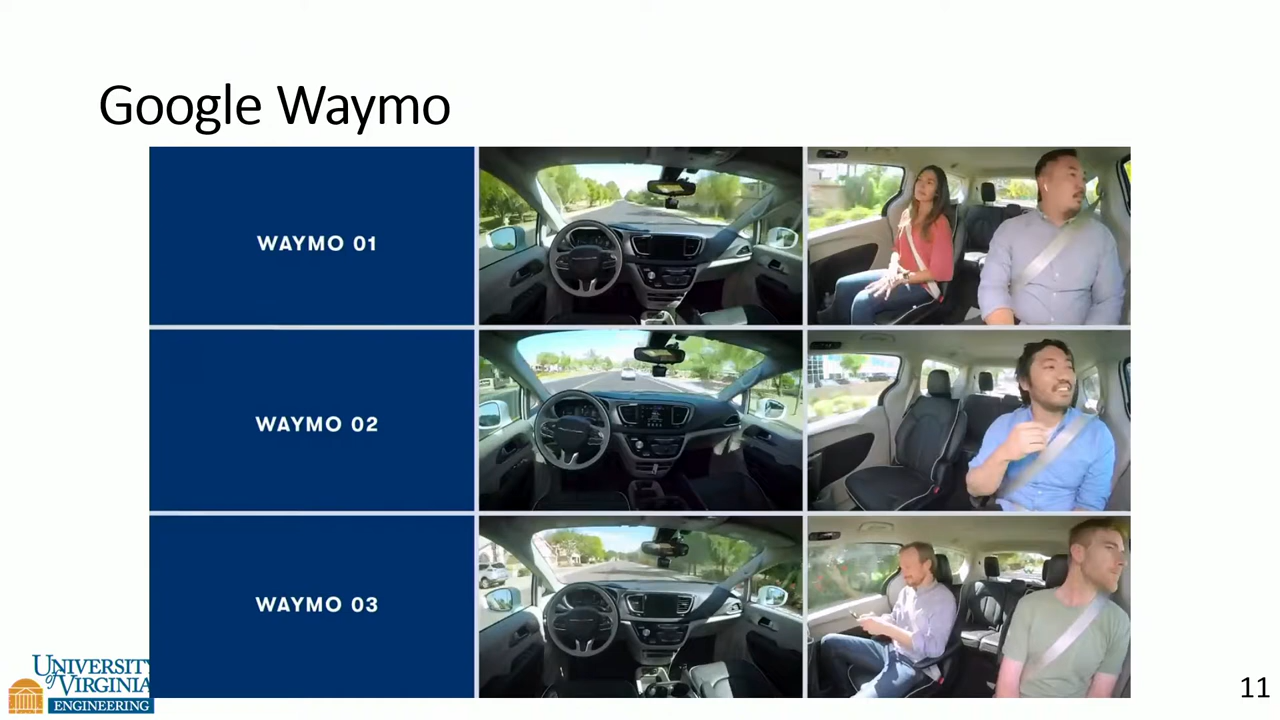 Google Waymo
WAYMO 01
WAYMO 02
WAYMO 03
UNIVERSITY
of VIRGINIA
ENGINEERING
11